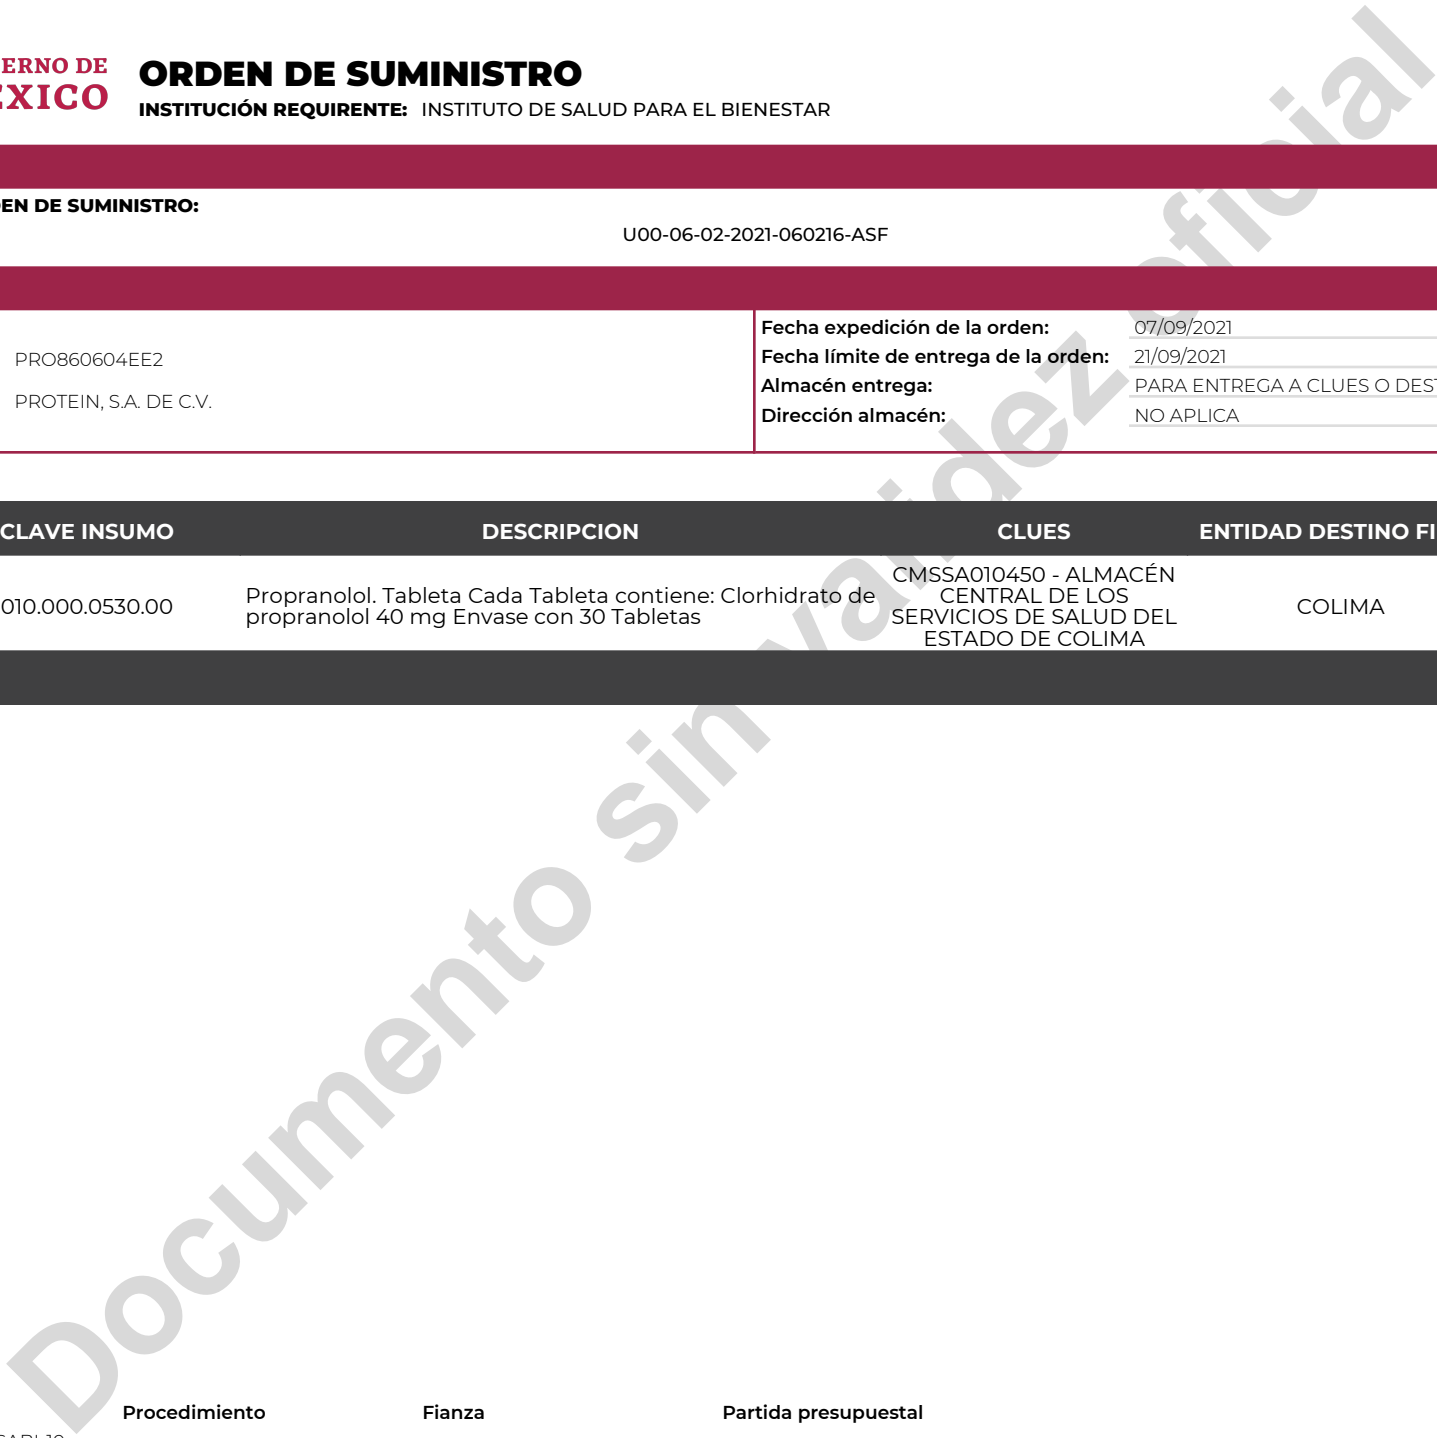 ERNO DE
EXICO
ORDEN DE SUMINISTRO
INSTITUCIÓN REQUIRENTE: INSTITUTO DE SALUD PARA EL BIENESTAR
EN DE SUMINISTRO:
U00-06-02-2021-060216-ASF
PRO860604EE2
PROTEIN, S.A. DE C.V.
Fecha expedición de la orden: 07/09/2021
Fecha límite de entrega de la orden: 21/09/2021
Almacén entrega: PARA ENTREGA A CLUES O DEST
Dirección almacén: NO APLICA
CLAVE INSUMO DESCRIPCION CLUES ENTIDAD DESTINO FI
010.000.0530.00
Propranolol. Tableta Cada Tableta contiene: Clorhidrato de
propranolol 40 mg Envase con 30 Tabletas
CMSSA010450 - ALMACÉN
CENTRAL DE LOS
SERVICIOS DE SALUD DEL
ESTADO DE COLIMA
COLIMA
Documento sin validez oficial
Procedimiento Fianza Partida presupuestal